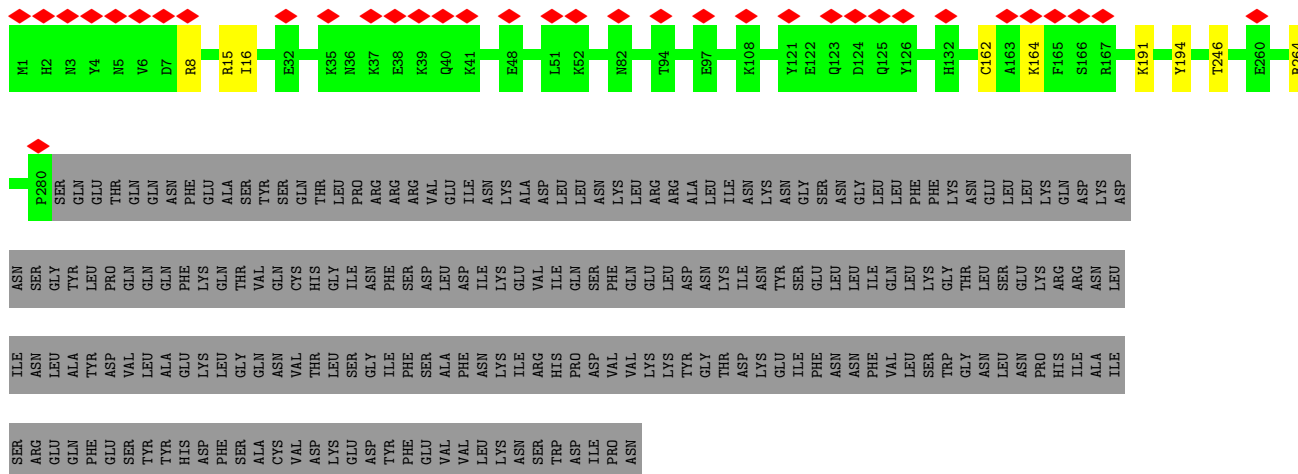 M1 H2 N3 Y4 N5 V6 D7 R8 R15 I16 E32 K35 N36 K37 E38 K39 Q40 K41 E48 L51 K52 N82 T94 E97 K108 Y121 E122 Q123 D124 Q125 Y126 H132 C162 A163 K164 F165 S166 R167 K191 Y194 T246 E260 R264
P280 SER GLN GLU THR GLN GLN ASN PHE GLU ALA SER TYR SER GLN THR LEU PRO ARG ARG ARG VAL GLU ILE ASN LYS ALA ASP LEU LEU ASN LYS LEU ARG ARG ALA LEU ILE ASN LYS ASN GLY SER ASN GLY LEU LEU PHE PHE LYS ASN GLU LEU LEU LYS GLN ASP LYS ASP
ASN SER GLY TYR LEU PRO GLN GLN GLN PHE LYS GLN THR VAL GLN CYS HIS GLY ILE ASN PHE SER ASP LEU ASP ILE LYS GLU VAL ILE GLN SER PHE GLN GLU LEU ASP ASN LYS ILE ASN TYR SER GLU LEU LEU ILE GLN LEU LYS GLY THR LEU SER GLU LYS ARG ARG ASN LEU
ILE ASN LEU ALA TYR ASP VAL LEU ALA GLU LYS LEU GLY GLN ASN VAL THR LEU SER GLY ILE PHE SER ALA PHE ASN LYS ILE ARG HIS PRO ASP VAL VAL LYS LYS TYR GLY THR ASP LYS GLU ILE PHE ASN ASN PHE VAL LEU SER TRP GLY ASN LEU ASN PRO HIS ILE ALA ILE
SER ARG GLU GLN PHE GLU SER TYR TYR HIS ASP PHE SER ALA CYS VAL ASP LYS GLU ASP TYR PHE GLU VAL VAL LEU LYS ASN SER TRP ASP ILE PRO ASN